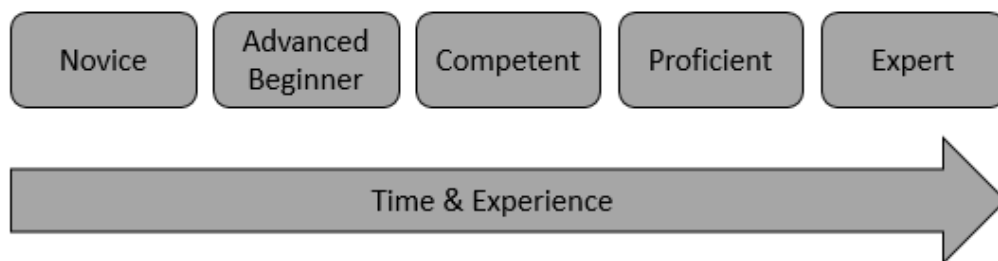 Novice
Advanced
Beginner
Competent
Proficient
Expert
Time & Experience